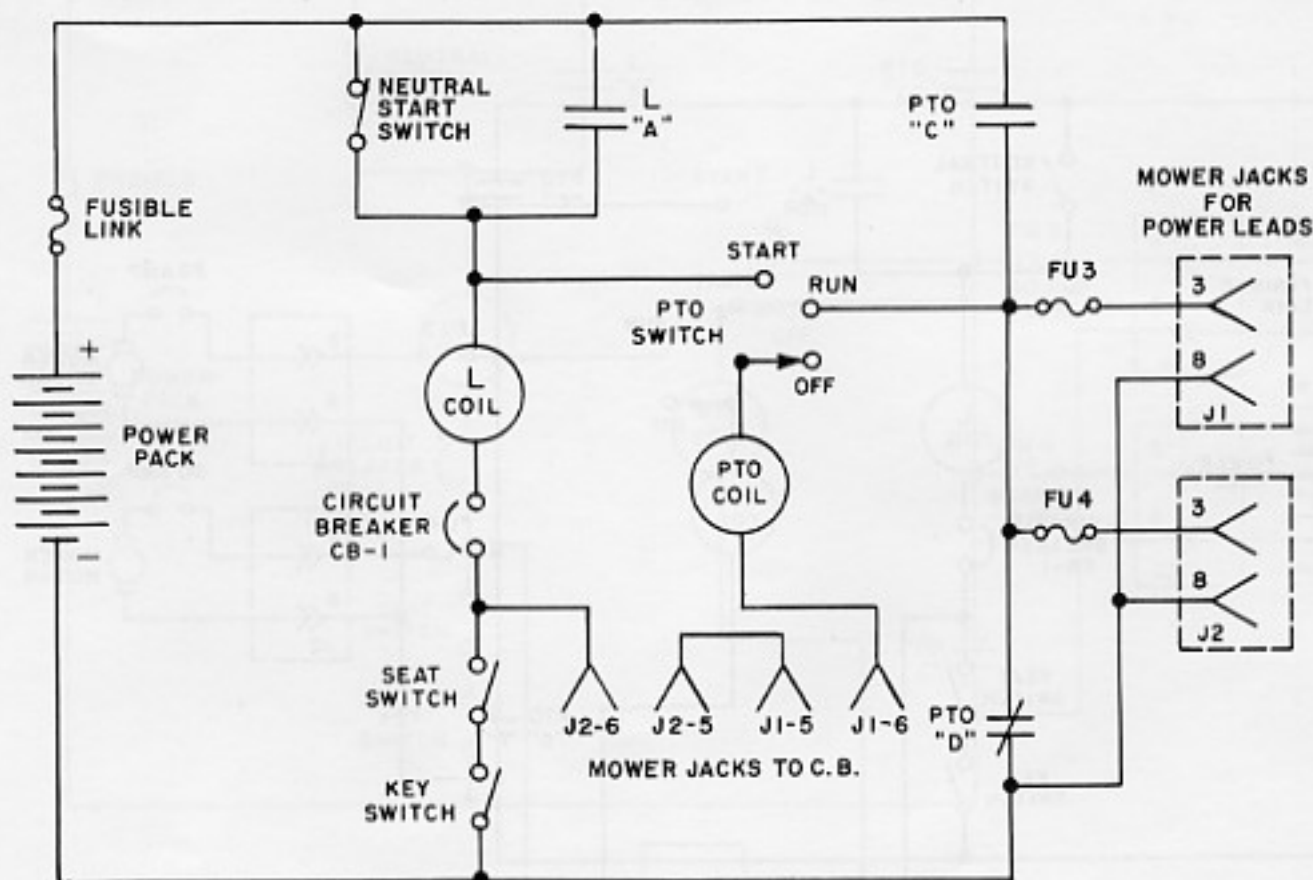 NEUTRAL
START
SWITCH
L
"A"
PTO
"C"
MOWER JACKS
FOR
POWER LEADS
FUSIBLE
LINK
START
RUN
PTO
SWITCH
OFF
FU3
3
8
J1
+
POWER
PACK
−
L
COIL
PTO
COIL
CIRCUIT
BREAKER
CB-1
FU4
3
8
J2
SEAT
SWITCH
J2-6
J2-5
J1-5
J1-6
PTO
"D"
MOWER JACKS TO C.B.
KEY
SWITCH